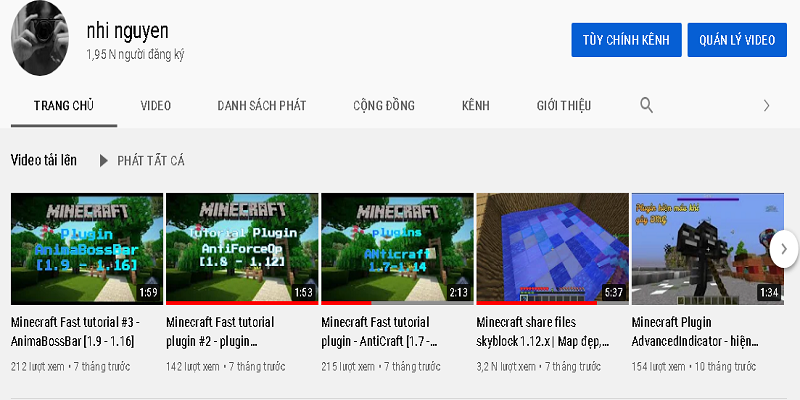 nhi nguyen
1,95 N người đăng ký
TÙY CHỈNH KÊNH
QUẢN LÝ VIDEO
TRANG CHỦ VIDEO DANH SÁCH PHÁT CỘNG ĐỒNG KÊNH GIỚI THIỆU
Video tải lên PHÁT TẤT CẢ
MINECRAFT
Plugin
AnimaBossBar
[1.9 - 1.16]
1:59
MINECRAFT
Tutorial Plugin
AntiForceOp
[1.8 - 1.12]
1:53
MINECRAFT
plugins
ANticraft
1.7-1.14
2:13
5:37
Plugin hiện máu khi
gây DMG
1:34
Minecraft Fast tutorial #3 -
AnimaBossBar [1.9 - 1.16]
212 lượt xem • 7 tháng trước
Minecraft Fast tutorial
plugin #2 - plugin...
142 lượt xem • 7 tháng trước
Minecraft Fast tutorial
plugin - AntiCraft [1.7 -...
215 lượt xem • 7 tháng trước
Minecraft share files
skyblock 1.12.x | Map đẹp,...
3,2 N lượt xem • 7 tháng trước
Minecraft Plugin
AdvancedIndicator - hiện...
154 lượt xem • 10 tháng trước